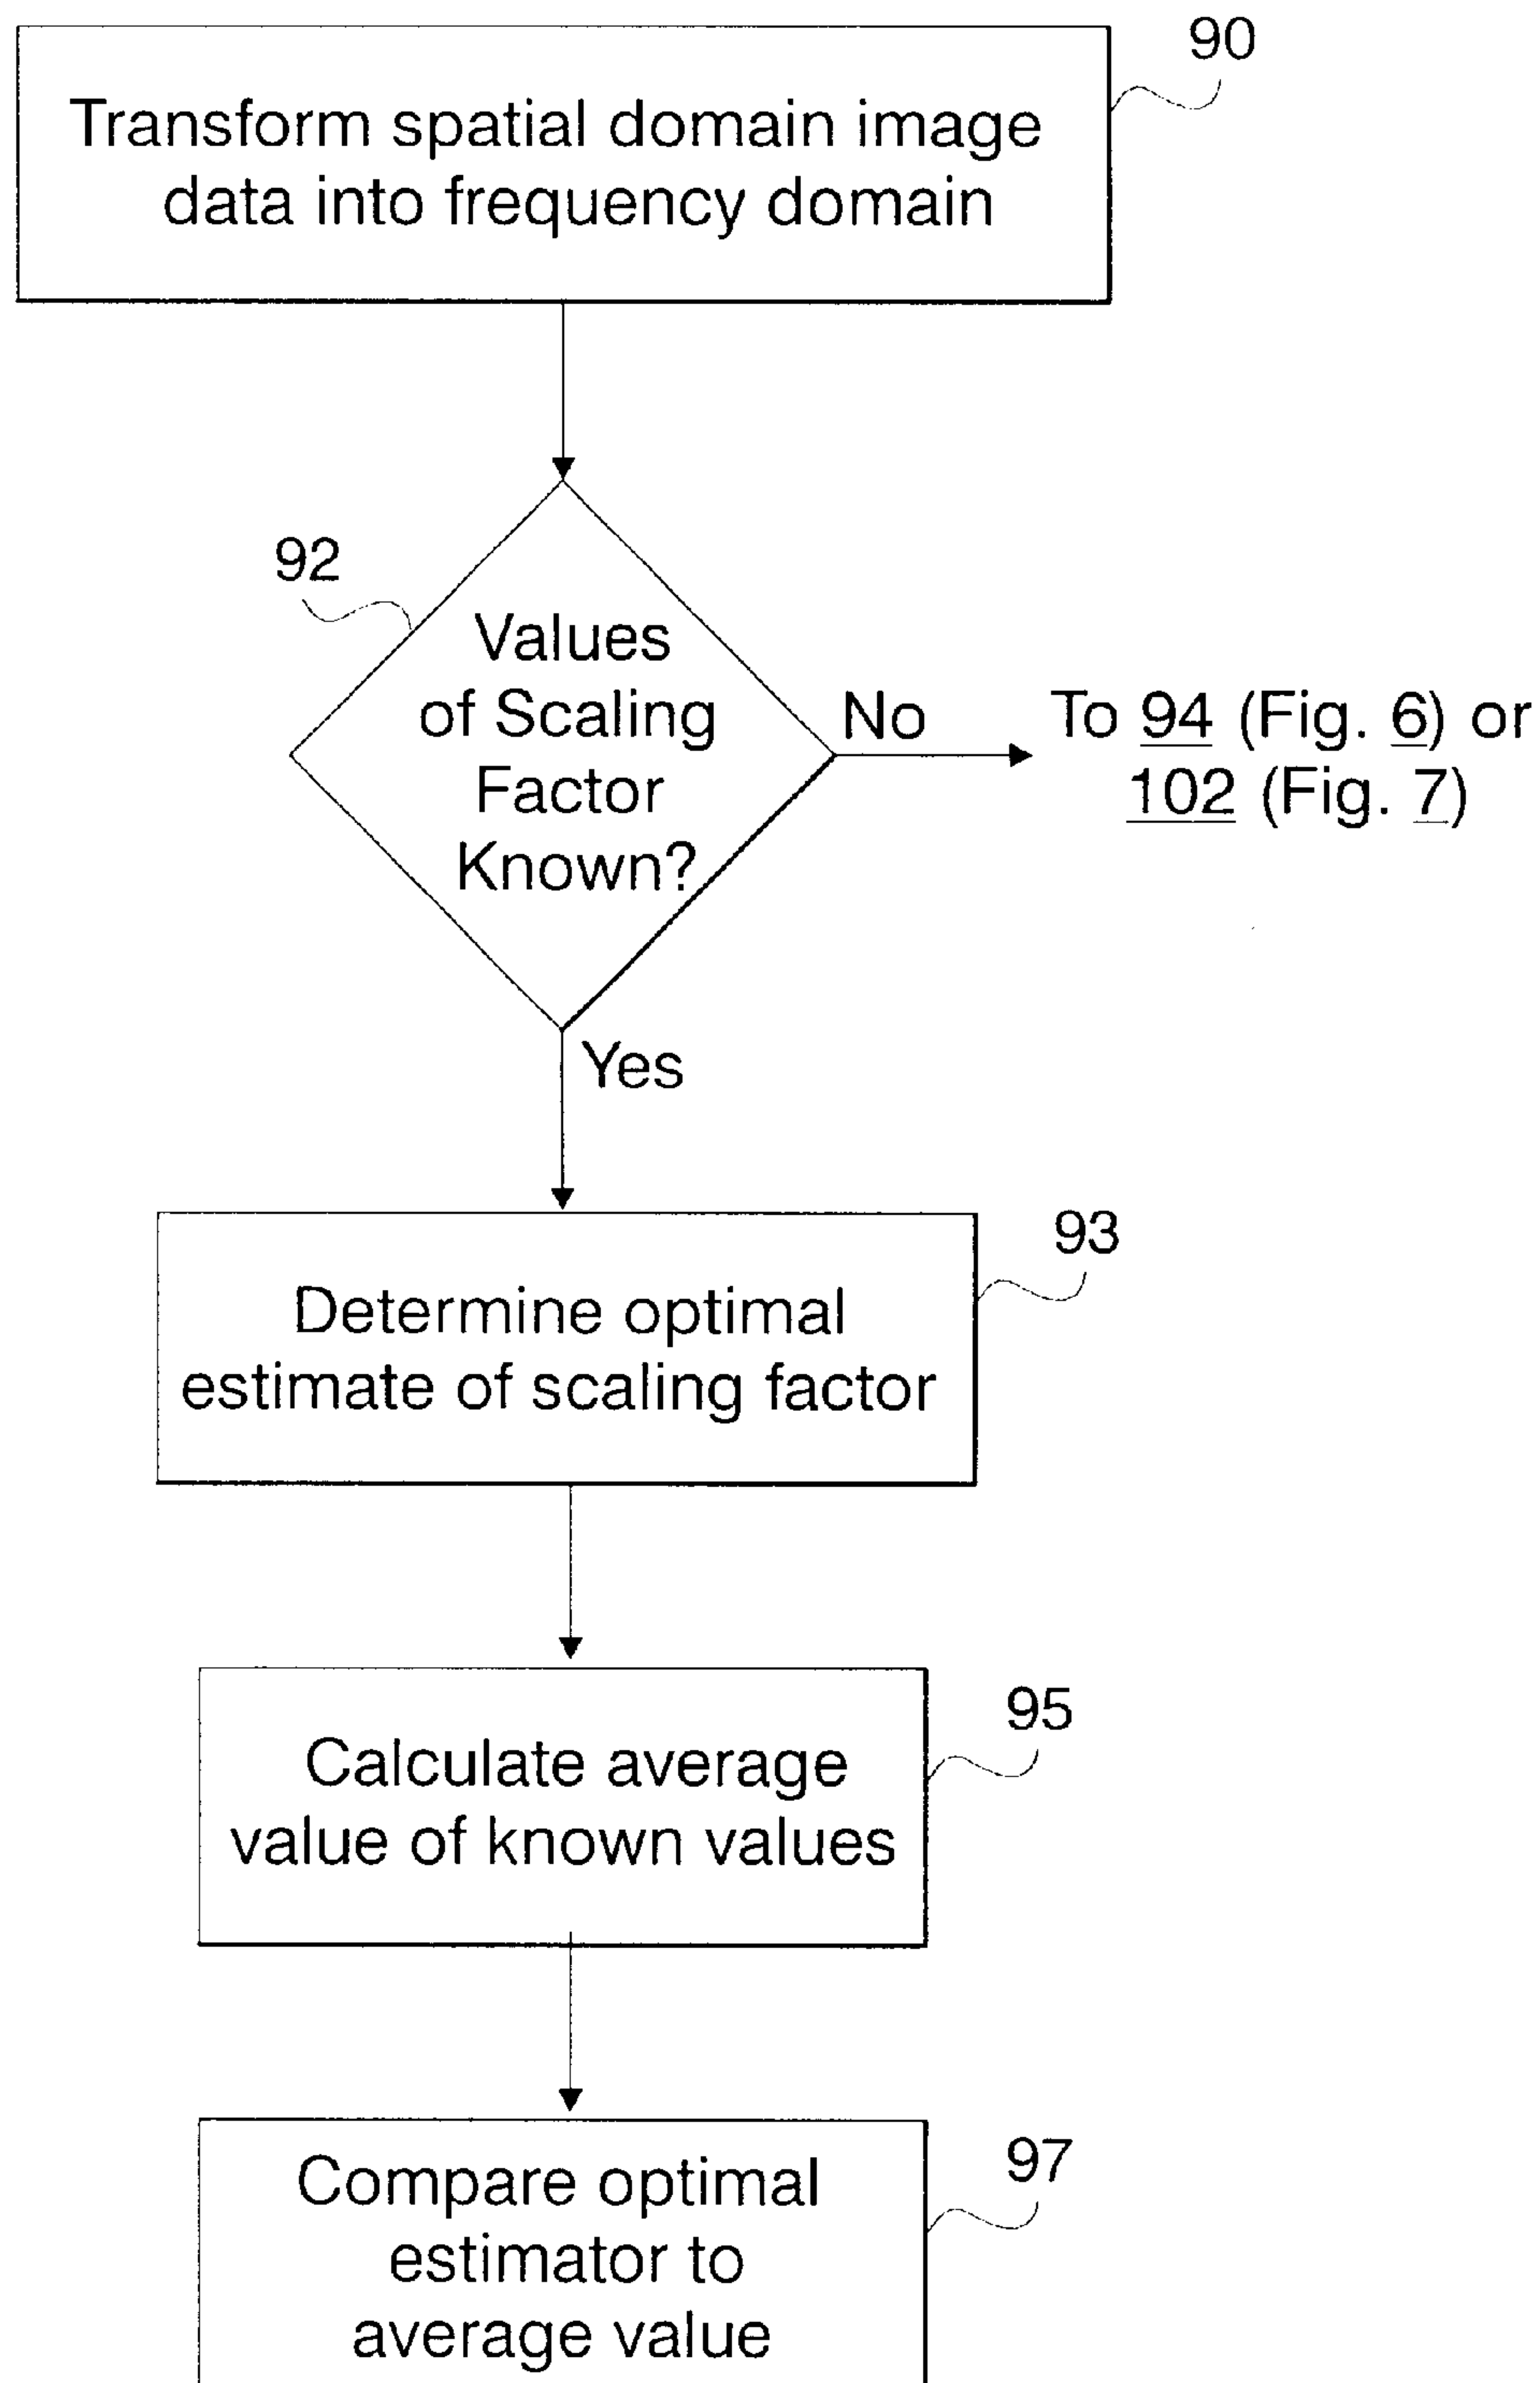 90
Transform spatial domain image
data into frequency domain
92
Values
of Scaling
Factor
Known?
No
To 94 (Fig. 6) or
102 (Fig. 7)
Yes
93
Determine optimal
estimate of scaling factor
95
Calculate average
value of known values
97
Compare optimal
estimator to
average value